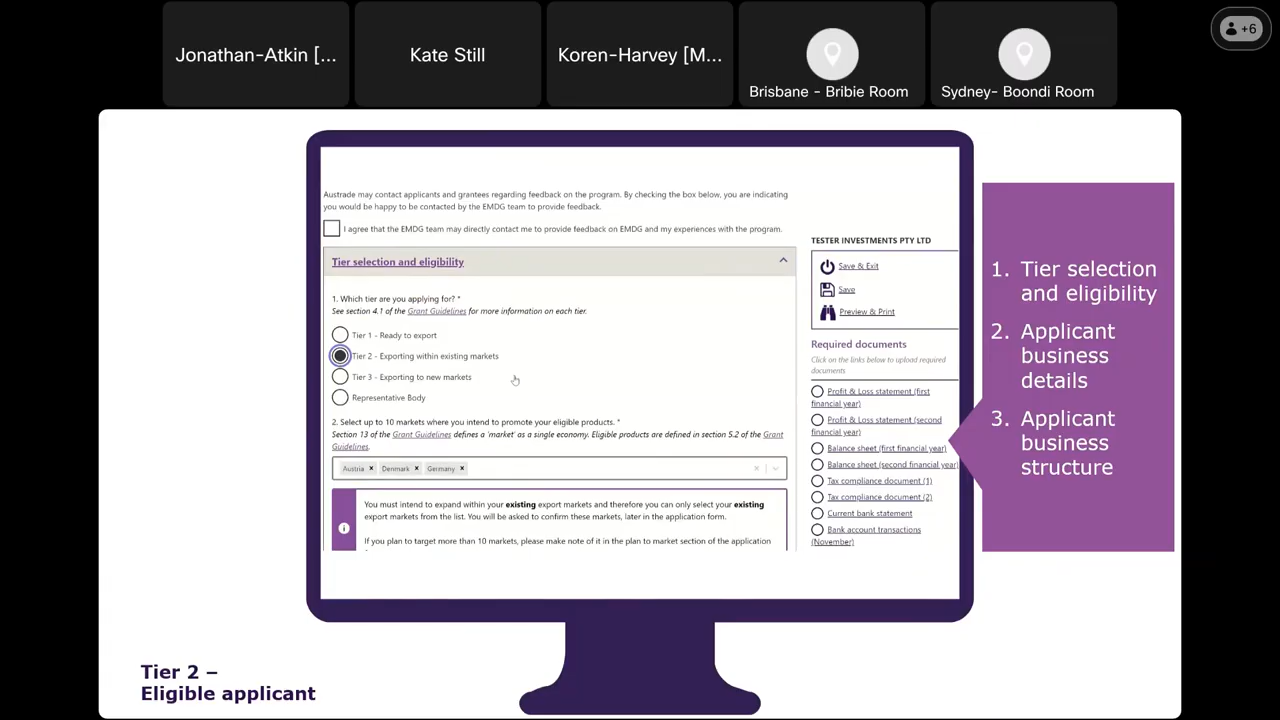 Jonathan-Atkin [...
Kate Still
Koren-Harvey [M...
Brisbane - Bribie Room
Sydney- Boondi Room
+6
Austrade may contact applicants and grantees regarding feedback on the program. By checking the box below, you are indicating
you would be happy to be contacted by the EMDG team to provide feedback.
I agree that the EMDG team may directly contact me to provide feedback on EMDG and my experiences with the program.
Tier selection and eligibility
1. Which tier are you applying for? *
See section 4.1 of the Grant Guidelines for more information on each tier.
Tier 1 - Ready to export
Tier 2 - Exporting within existing markets
Tier 3 - Exporting to new markets
Representative Body
2. Select up to 10 markets where you intend to promote your eligible products. *
Section 13 of the Grant Guidelines defines a 'market' as a single economy. Eligible products are defined in section 5.2 of the Grant
Guidelines.
Austria × Denmark × Germany ×
You must intend to expand within your existing export markets and therefore you can only select your existing
export markets from the list. You will be asked to confirm these markets, later in the application form.
If you plan to target more than 10 markets, please make note of it in the plan to market section of the application
TESTER INVESTMENTS PTY LTD
Save & Exit
Save
Preview & Print
Required documents
Click on the links below to upload required
documents
Profit & Loss statement (first
financial year)
Profit & Loss statement (second
financial year)
Balance sheet (first financial year)
Balance sheet (second financial year)
Tax compliance document (1)
Tax compliance document (2)
Current bank statement
Bank account transactions
(November)
1. Tier selection
and eligibility
2. Applicant
business
details
3. Applicant
business
structure
Tier 2 –
Eligible applicant